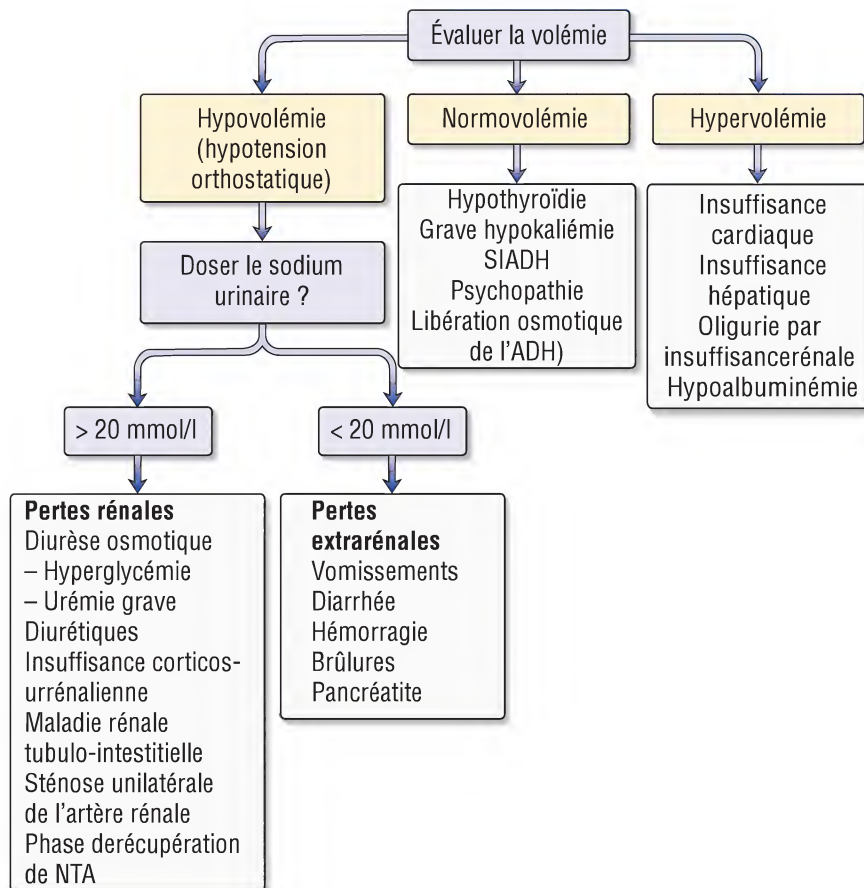 Évaluer la volémie
Hypovolémie
(hypotension
orthostatique)
Normovolémie
Hypervolémie
Doser le sodium
urinaire ?
Hypothyroïdie
Grave hypokaliémie
SIADH
Psychopathie
Libération osmotique
de l'ADH)
Insuffisance
cardiaque
Insuffisance
hépatique
Oligurie par
insuffisancerénale
Hypoalbuminémie
> 20 mmol/l
< 20 mmol/l
Pertes rénales
Diurèse osmotique
– Hyperglycémie
– Urémie grave
Diurétiques
Insuffisance corticos-
urrénalienne
Maladie rénale
tubulo-intestitielle
Sténose unilatérale
de l'artère rénale
Phase derécupération
de NTA
Pertes
extrarénales
Vomissements
Diarrhée
Hémorragie
Brûlures
Pancréatite